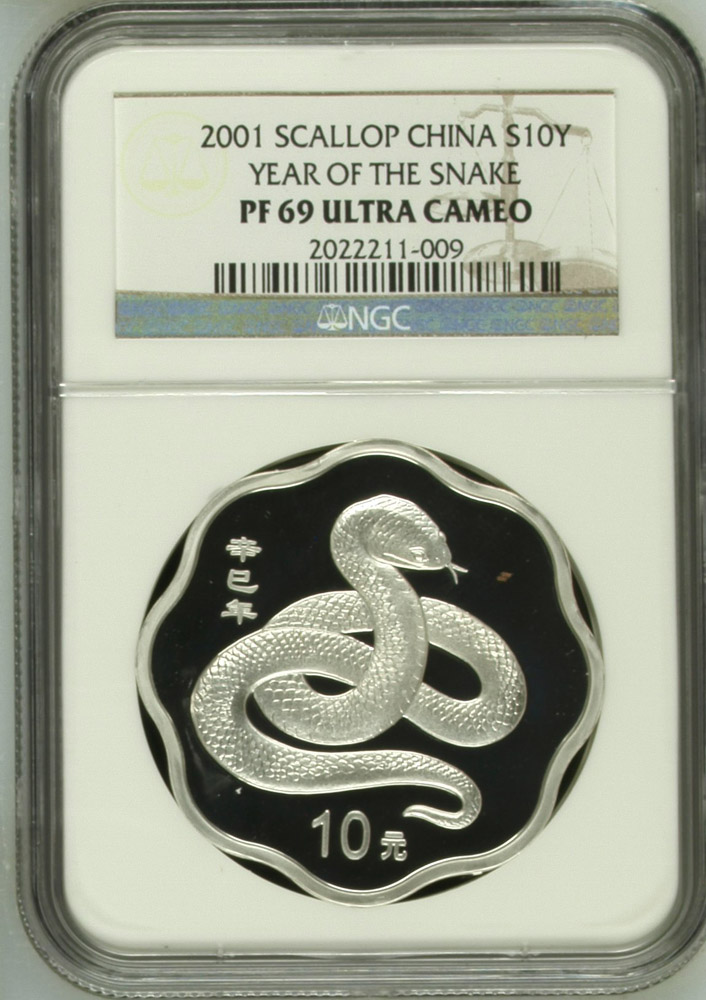 2001 SCALLOP CHINA S10Y
YEAR OF THE SNAKE
PF 69 ULTRA CAMEO
2022211-009
NGC
辛巳年
10元